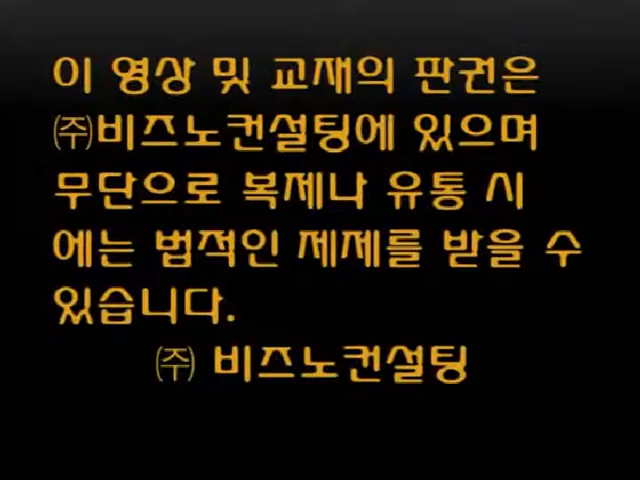 이 영상 및 교재의 판권은
㈜비즈노컨설팅에 있으며
무단으로 복제나 유통 시
에는 법적인 제제를 받을 수
있습니다.
㈜ 비즈노컨설팅